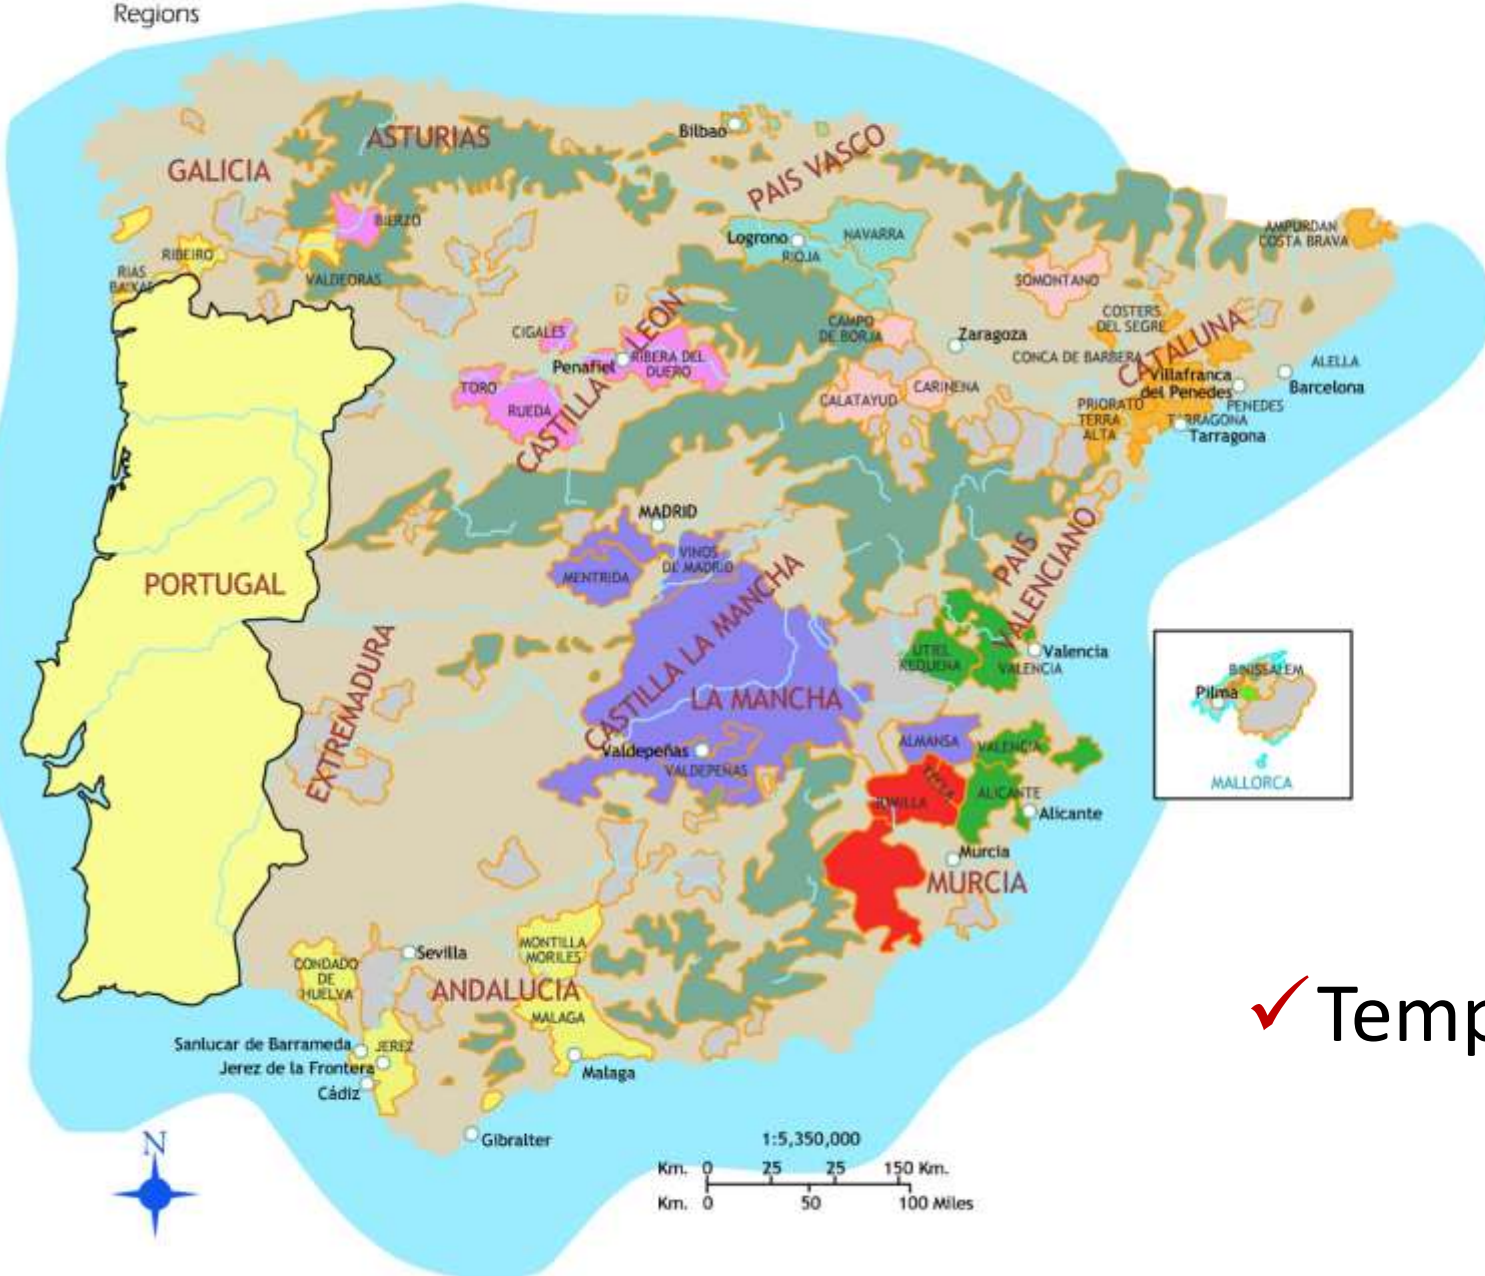 Regions
ASTURIAS
Bilbao
GALICIA
PAIS VASCO
BIERZO
AMPURDAN
COSTA BRAVA
Logrono
NAVARRA
RIBEIRO
RIOJA
RIAS
BAIXAS
VALDEORAS
SOMONTANO
CIGALES
CAMPO
DE BORJA
COSTERS
DEL SEGRE
Zaragoza
CASTILLA LEON
Penafiel
RIBERA DEL
DUERO
CONCA DE BARBERA
CATALUNA
ALELLA
Villafranca
del Penedes
Barcelona
TORO
RUEDA
CALATAYUD
CARINENA
PRIORATO
TERRA
ALTA
PENEDES
TARRAGONA
Tarragona
MADRID
VINOS
DE MADRID
MENTRIDA
PORTUGAL
PAIS
VALENCIANO
CASTILLA LA MANCHA
EXTREMADURA
UTIEL
REQUENA
Valencia
VALENCIA
BINISSALEM
Pilma
MALLORCA
LA MANCHA
Valdepeñas
VALDEPEÑAS
ALMANSA
VALENCIA
YECLA
JUMILLA
ALICANTE
Alicante
Murcia
MURCIA
MONTILLA
MORILES
Sevilla
CONDADO
DE
HUELVA
ANDALUCIA
MALAGA
✓ Temp
Sanlucar de Barrameda
JEREZ
Jerez de la Frontera
Cádiz
Malaga
Gibralter
N
1:5,350,000
Km. 0 25 25 150 Km.
Km. 0 50 100 Miles